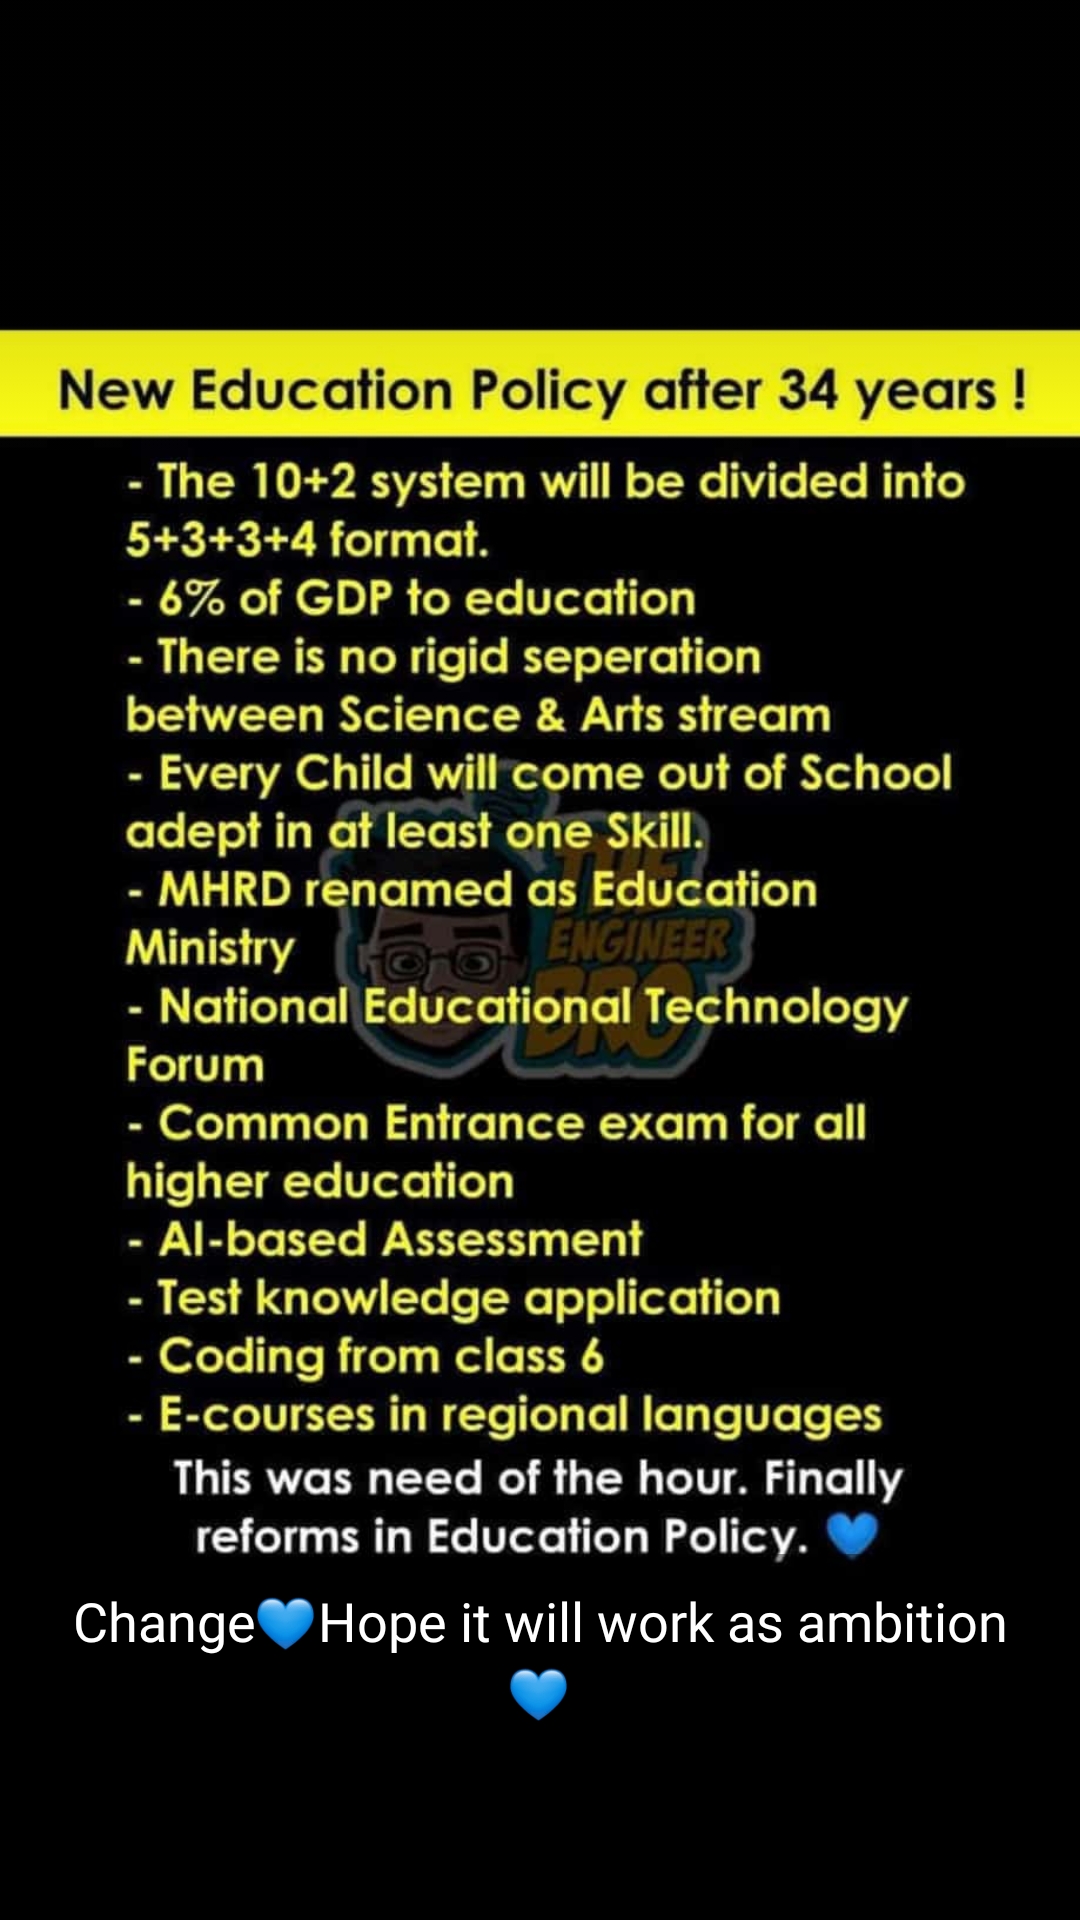 New Education Policy after 34 years !
- The 10+2 system will be divided into
5+3+3+4 format.
- 6% of GDP to education
- There is no rigid seperation
between Science & Arts stream
- Every Child will come out of School
adept in at least one Skill.
- MHRD renamed as Education
Ministry
- National Educational Technology
Forum
- Common Entrance exam for all
higher education
- AI-based Assessment
- Test knowledge application
- Coding from class 6
- E-courses in regional languages
This was need of the hour. Finally
reforms in Education Policy. 💙
Change💙Hope it will work as ambition
💙
THE
ENGINEER
BRO